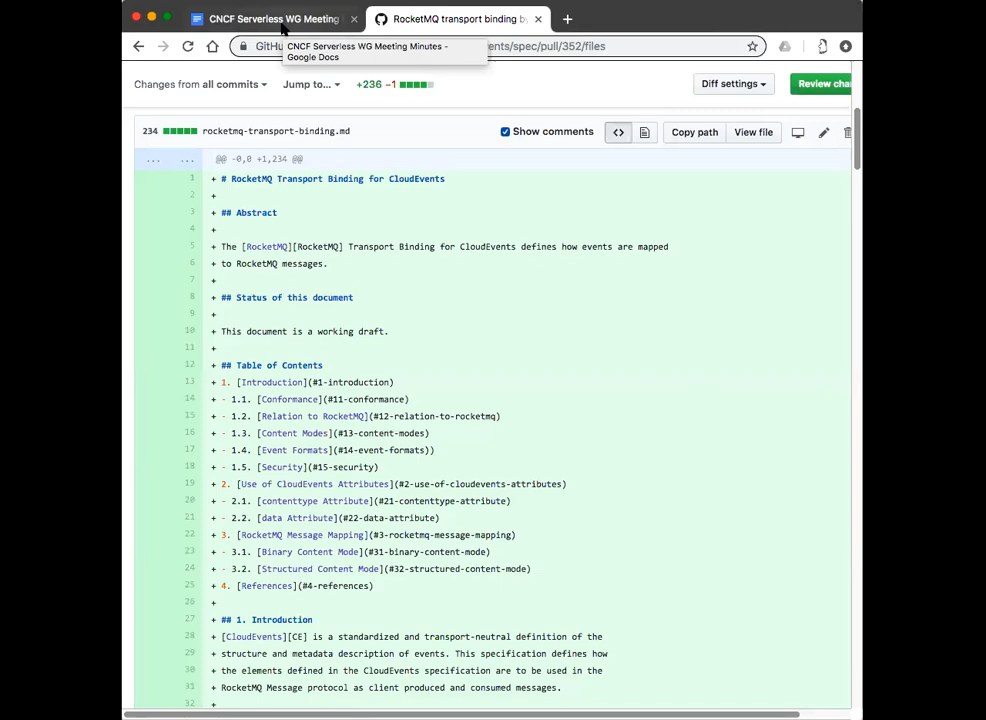 CNCF Serverless WG Meeting
RocketMQ transport binding by
GitHu
CNCF Serverless WG Meeting Minutes -
Google Docs
ents/spec/pull/352/files
Changes from all commits
Jump to...
+236 −1
Diff settings
Review char
234
rocketmq-transport-binding.md
Show comments
<>
Copy path
View file
... ... @@ -0,0 +1,234 @@
1 + # RocketMQ Transport Binding for CloudEvents
2 +
3 + ## Abstract
4 +
5 + The [RocketMQ][RocketMQ] Transport Binding for CloudEvents defines how events are mapped
6 + to RocketMQ messages.
7 +
8 + ## Status of this document
9 +
10 + This document is a working draft.
11 +
12 + ## Table of Contents
13 + 1. [Introduction](#1-introduction)
14 + - 1.1. [Conformance](#11-conformance)
15 + - 1.2. [Relation to RocketMQ](#12-relation-to-rocketmq)
16 + - 1.3. [Content Modes](#13-content-modes)
17 + - 1.4. [Event Formats](#14-event-formats))
18 + - 1.5. [Security](#15-security)
19 + 2. [Use of CloudEvents Attributes](#2-use-of-cloudevents-attributes)
20 + - 2.1. [contenttype Attribute](#21-contenttype-attribute)
21 + - 2.2. [data Attribute](#22-data-attribute)
22 + 3. [RocketMQ Message Mapping](#3-rocketmq-message-mapping)
23 + - 3.1. [Binary Content Mode](#31-binary-content-mode)
24 + - 3.2. [Structured Content Mode](#32-structured-content-mode)
25 + 4. [References](#4-references)
26 +
27 + ## 1. Introduction
28 + [CloudEvents][CE] is a standardized and transport-neutral definition of the
29 + structure and metadata description of events. This specification defines how
30 + the elements defined in the CloudEvents specification are to be used in the
31 + RocketMQ Message protocol as client produced and consumed messages.
32 +